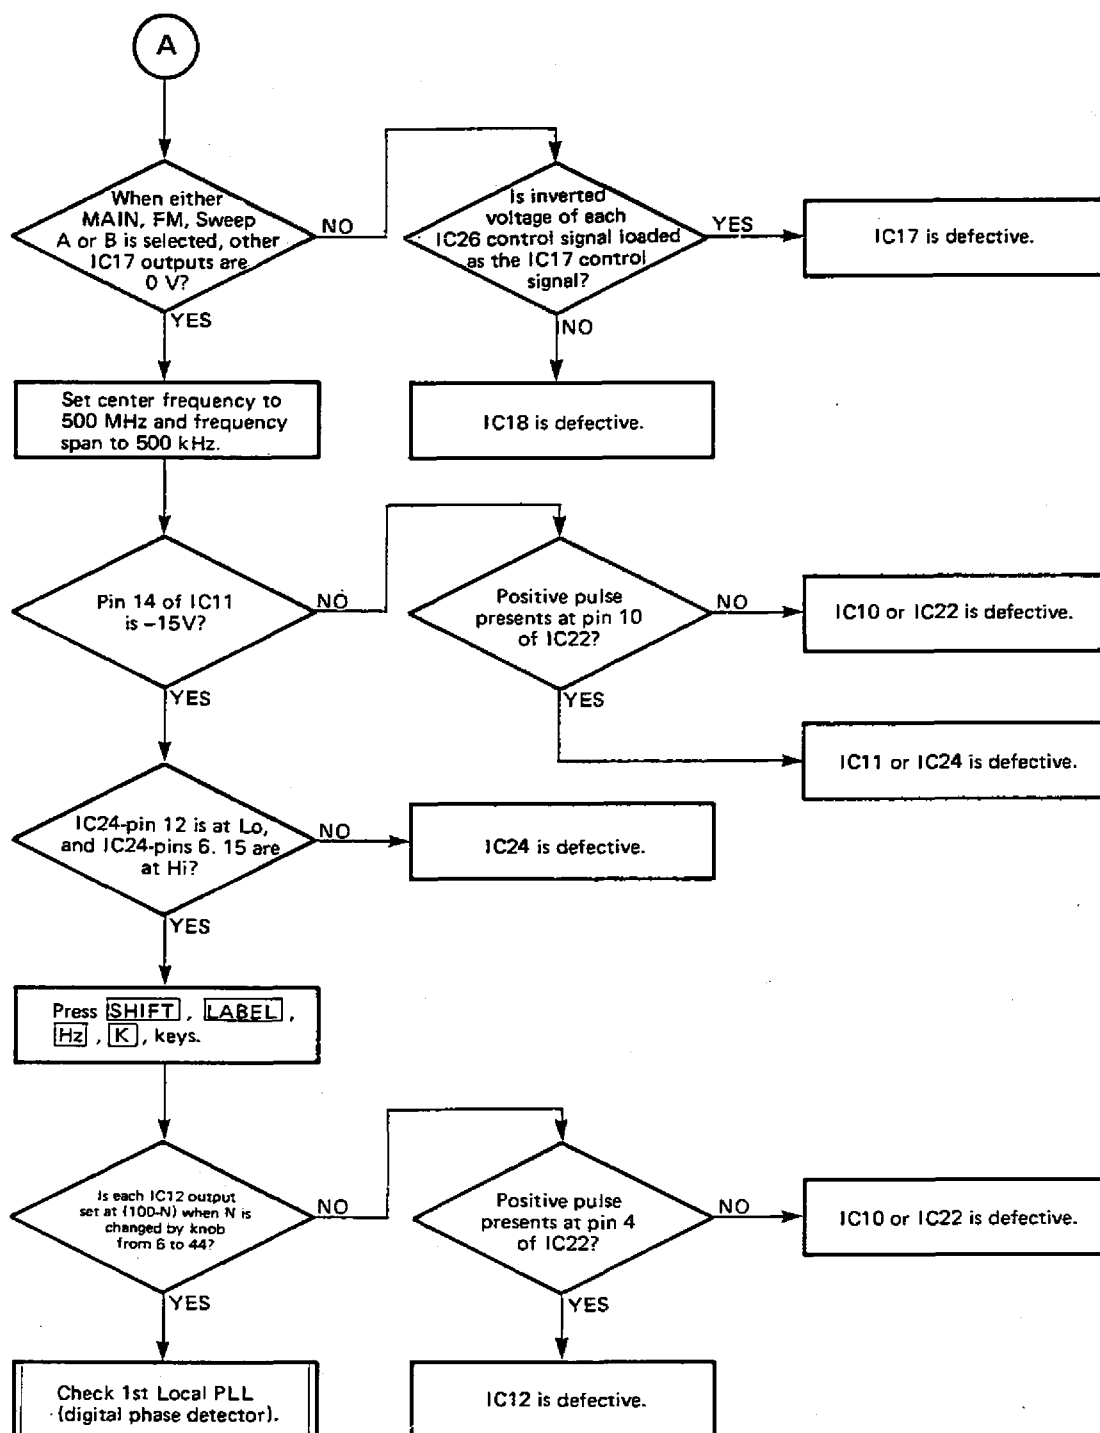 A
When either
MAIN, FM, Sweep
A or B is selected, other
IC17 outputs are
0 V?
NO
YES
Is inverted
voltage of each
IC26 control signal loaded
as the IC17 control
signal?
YES
NO
IC17 is defective.
IC18 is defective.
Set center frequency to
500 MHz and frequency
span to 500 kHz.
Pin 14 of IC11
is -15V?
NO
YES
Positive pulse
presents at pin 10
of IC22?
NO
YES
IC10 or IC22 is defective.
IC11 or IC24 is defective.
IC24-pin 12 is at Lo,
and IC24-pins 6. 15 are
at Hi?
NO
YES
IC24 is defective.
Press SHIFT , LABEL ,
Hz , K , keys.
Is each IC12 output
set at (100-N) when N is
changed by knob
from 6 to 44?
NO
YES
Positive pulse
presents at pin 4
of IC22?
NO
YES
IC10 or IC22 is defective.
Check 1st Local PLL
(digital phase detector).
IC12 is defective.